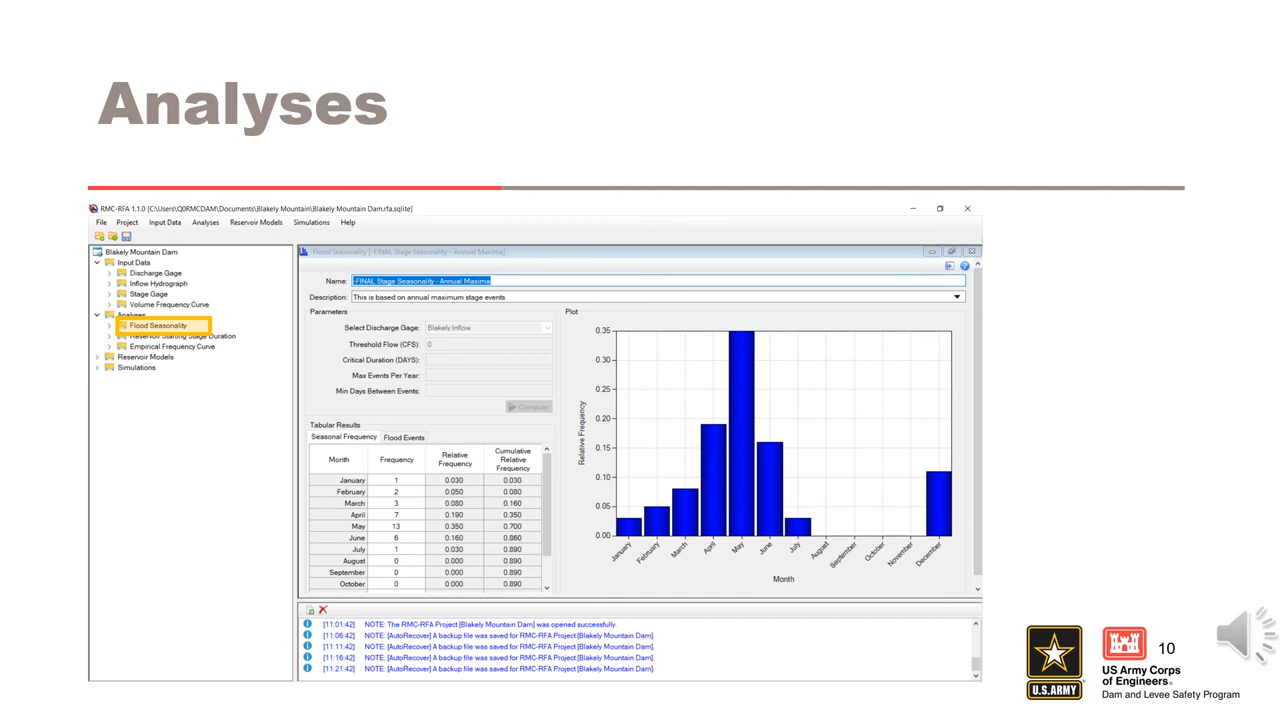 Analyses
RMC-RFA 1.1.0 [C:\Users\Q0RMCDAM\Documents\Blakely Mountain\Blakely Mountain Dam.rfa.sqlite]
File Project Input Data Analyses Reservoir Models Simulations Help
Blakely Mountain Dam
Input Data
Discharge Gage
Inflow Hydrograph
Stage Gage
Volume Frequency Curve
Analyses
Flood Seasonality
Reservoir Starting Stage Duration
Empirical Frequency Curve
Reservoir Models
Simulations
Flood Seasonality [-FINAL Stage Seasonality - Annual Maxima]
Name: -FINAL Stage Seasonality - Annual Maxima
Description: This is based on annual maximum stage events
Parameters
Select Discharge Gage: Blakely Inflow
Threshold Flow (CFS): 0
Critical Duration (DAYS):
Max Events Per Year:
Min Days Between Events:
Compute
Tabular Results
Seasonal Frequency Flood Events
Month Frequency Relative Frequency Cumulative Relative Frequency
January 1 0.030 0.030
February 2 0.050 0.080
March 3 0.080 0.160
April 7 0.190 0.350
May 13 0.350 0.700
June 6 0.160 0.860
July 1 0.030 0.890
August 0 0.000 0.890
September 0 0.000 0.890
October 0 0.000 0.890
Plot
0.35
0.30
0.25
0.20
0.15
0.10
0.05
0.00
Relative Frequency
January February March April May June July August September October November December
Month
[11:01:42] NOTE: The RMC-RFA Project [Blakely Mountain Dam] was opened successfully.
[11:06:42] NOTE: [AutoRecover] A backup file was saved for RMC-RFA Project [Blakely Mountain Dam].
[11:11:42] NOTE: [AutoRecover] A backup file was saved for RMC-RFA Project [Blakely Mountain Dam].
[11:16:42] NOTE: [AutoRecover] A backup file was saved for RMC-RFA Project [Blakely Mountain Dam].
[11:21:42] NOTE: [AutoRecover] A backup file was saved for RMC-RFA Project [Blakely Mountain Dam].
U.S.ARMY
10
US Army Corps
of Engineers®
Dam and Levee Safety Program